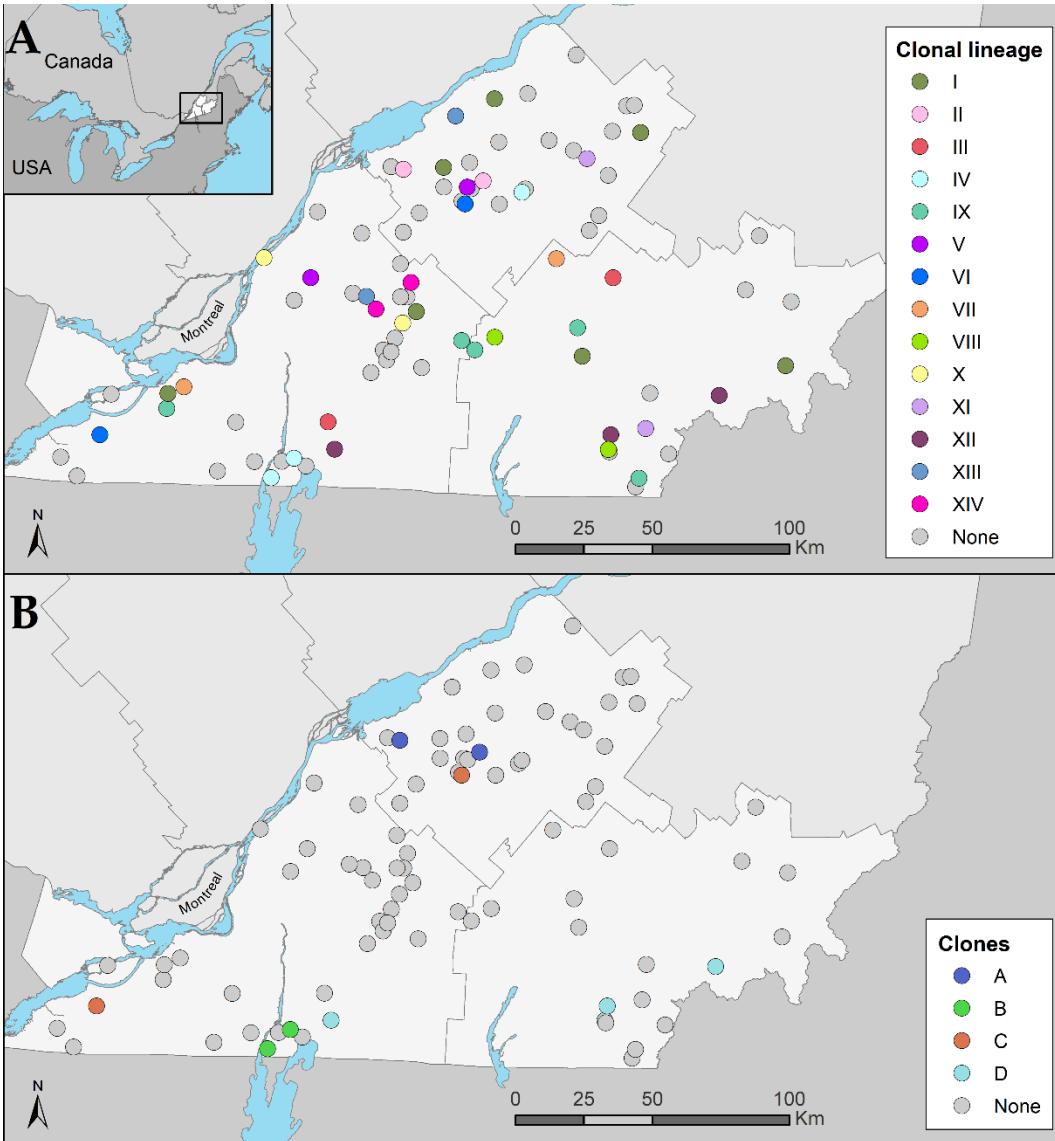 A
Canada
USA
Montreal
N
0 25 50 100
Km
Clonal lineage
I
II
III
IV
IX
V
VI
VII
VIII
X
XI
XII
XIII
XIV
None
B
Montreal
N
0 25 50 100
Km
Clones
A
B
C
D
None